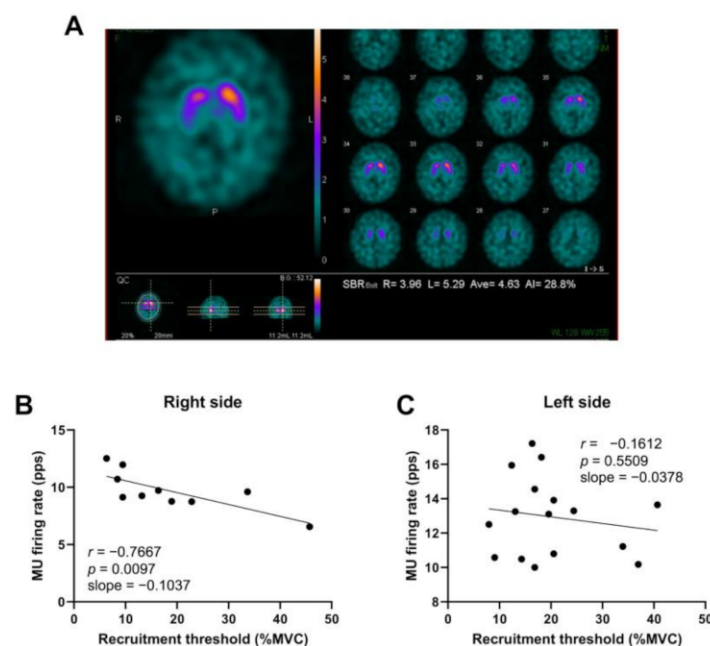 A
F
NM
5
4
3
2
1
0
R
L
P
38
37
36
35
34
33
32
31
30
29
28
27
I -> S
QC
B.G.: 52.12
SBR Bolt R= 3.96 L= 5.29 Ave= 4.63 AI= 28.8%
20%
20mm
11.2mL 11.2mL
B
Right side
MU firing rate (pps)
15
10
5
0
r = −0.7667
p = 0.0097
slope = −0.1037
0 10 20 30 40 50
Recruitment threshold (%MVC)
C
Left side
MU firing rate (pps)
18
16
14
12
10
8
r = −0.1612
p = 0.5509
slope = −0.0378
0 10 20 30 40 50
Recruitment threshold (%MVC)